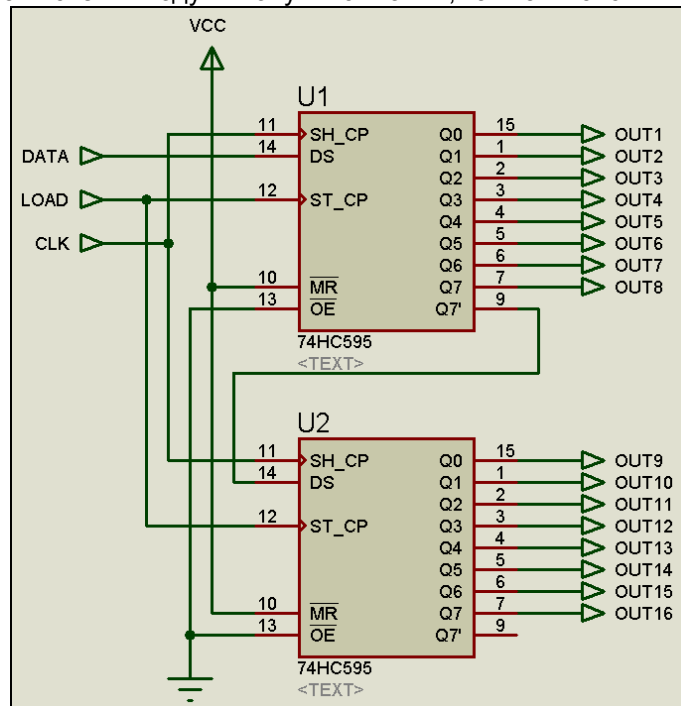 VCC
U1
11 SH_CP Q0 15 OUT1
DATA 14 DS Q1 1 OUT2
Q2 2 OUT3
LOAD 12 ST_CP Q3 3 OUT4
Q4 4 OUT5
CLK Q5 5 OUT6
Q6 6 OUT7
10 MR Q7 7 OUT8
13 OE Q7' 9
74HC595
<TEXT>
U2
11 SH_CP Q0 15 OUT9
14 DS Q1 1 OUT10
Q2 2 OUT11
12 ST_CP Q3 3 OUT12
Q4 4 OUT13
Q5 5 OUT14
Q6 6 OUT15
10 MR Q7 7 OUT16
13 OE Q7' 9
74HC595
<TEXT>